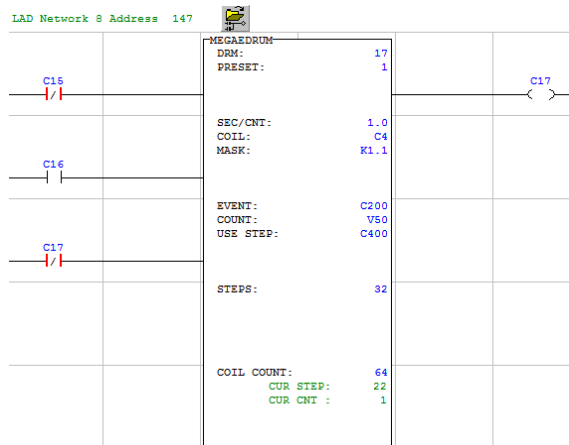 LAD Network 8 Address 147
MEGAEDRUM
DRM: 17
PRESET: 1
C15
C17
SEC/CNT: 1.0
COIL: C4
MASK: K1.1
C16
EVENT: C200
COUNT: V50
USE STEP: C400
C17
STEPS: 32
COIL COUNT: 64
CUR STEP: 22
CUR CNT : 1